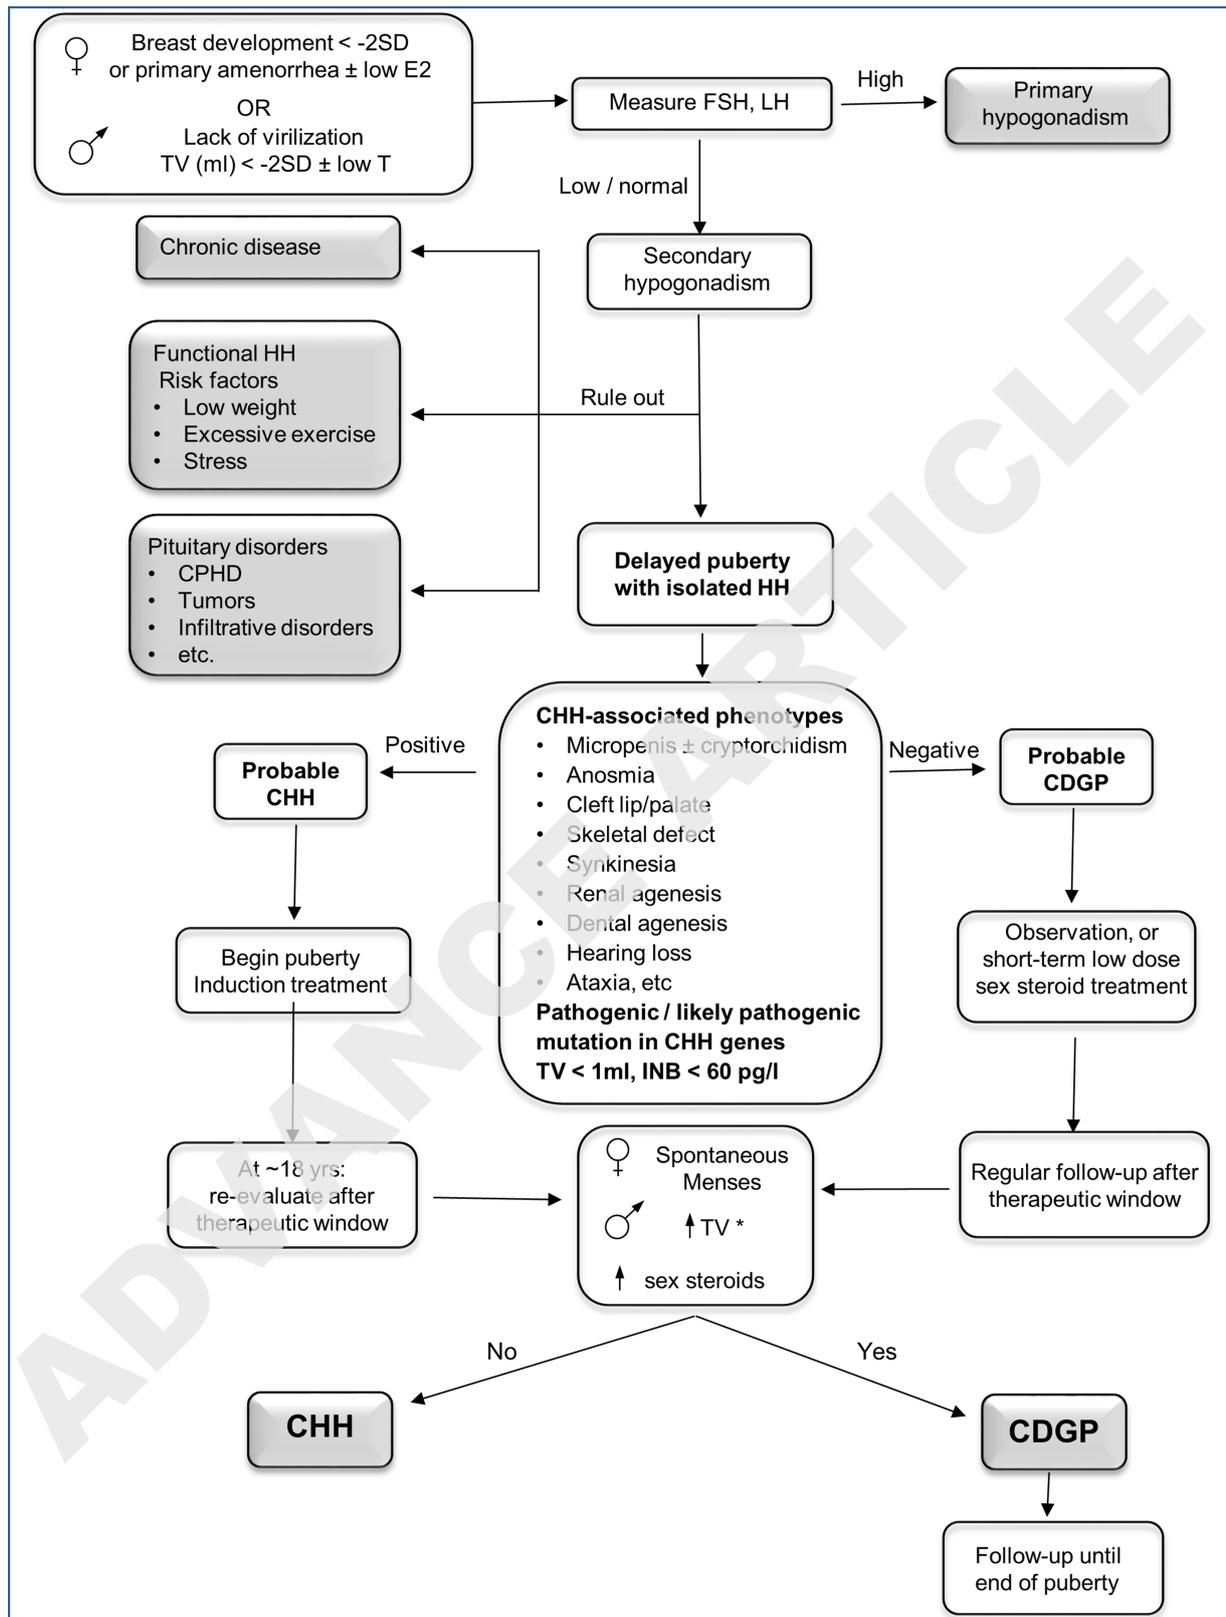 Breast development < -2SD
or primary amenorrhea ± low E2
OR
Lack of virilization
TV (ml) < -2SD ± low T
Measure FSH, LH
High
Primary
hypogonadism
Low / normal
Secondary
hypogonadism
Chronic disease
Functional HH
Risk factors
• Low weight
• Excessive exercise
• Stress
Rule out
Pituitary disorders
• CPHD
• Tumors
• Infiltrative disorders
• etc.
Delayed puberty
with isolated HH
CHH-associated phenotypes
• Micropenis ± cryptorchidism
• Anosmia
• Cleft lip/palate
• Skeletal defect
• Synkinesia
• Renal agenesis
• Dental agenesis
• Hearing loss
• Ataxia, etc
Pathogenic / likely pathogenic
mutation in CHH genes
TV < 1ml, INB < 60 pg/l
Positive
Probable
CHH
Negative
Probable
CDGP
Begin puberty
Induction treatment
Observation, or
short-term low dose
sex steroid treatment
At ~18 yrs:
re-evaluate after
therapeutic window
Spontaneous
Menses
TV *
sex steroids
Regular follow-up after
therapeutic window
No
Yes
CHH
CDGP
Follow-up until
end of puberty
ADVANCE ARTICLE